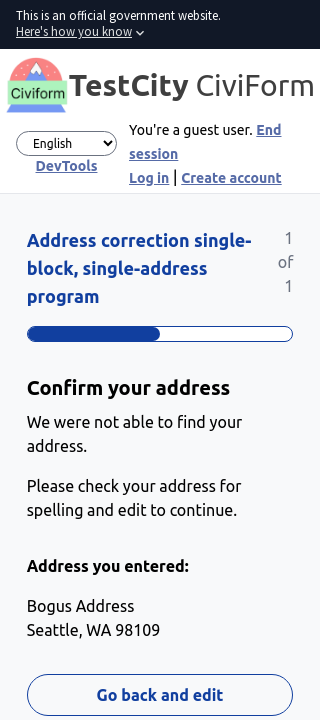 This is an official government website.
Here's how you know
Civiform
TestCity CiviForm
English
DevTools
You're a guest user. End
session
Log in | Create account
Address correction single-
block, single-address
program
1
of
1
Confirm your address
We were not able to find your
address.
Please check your address for
spelling and edit to continue.
Address you entered:
Bogus Address
Seattle, WA 98109
Go back and edit